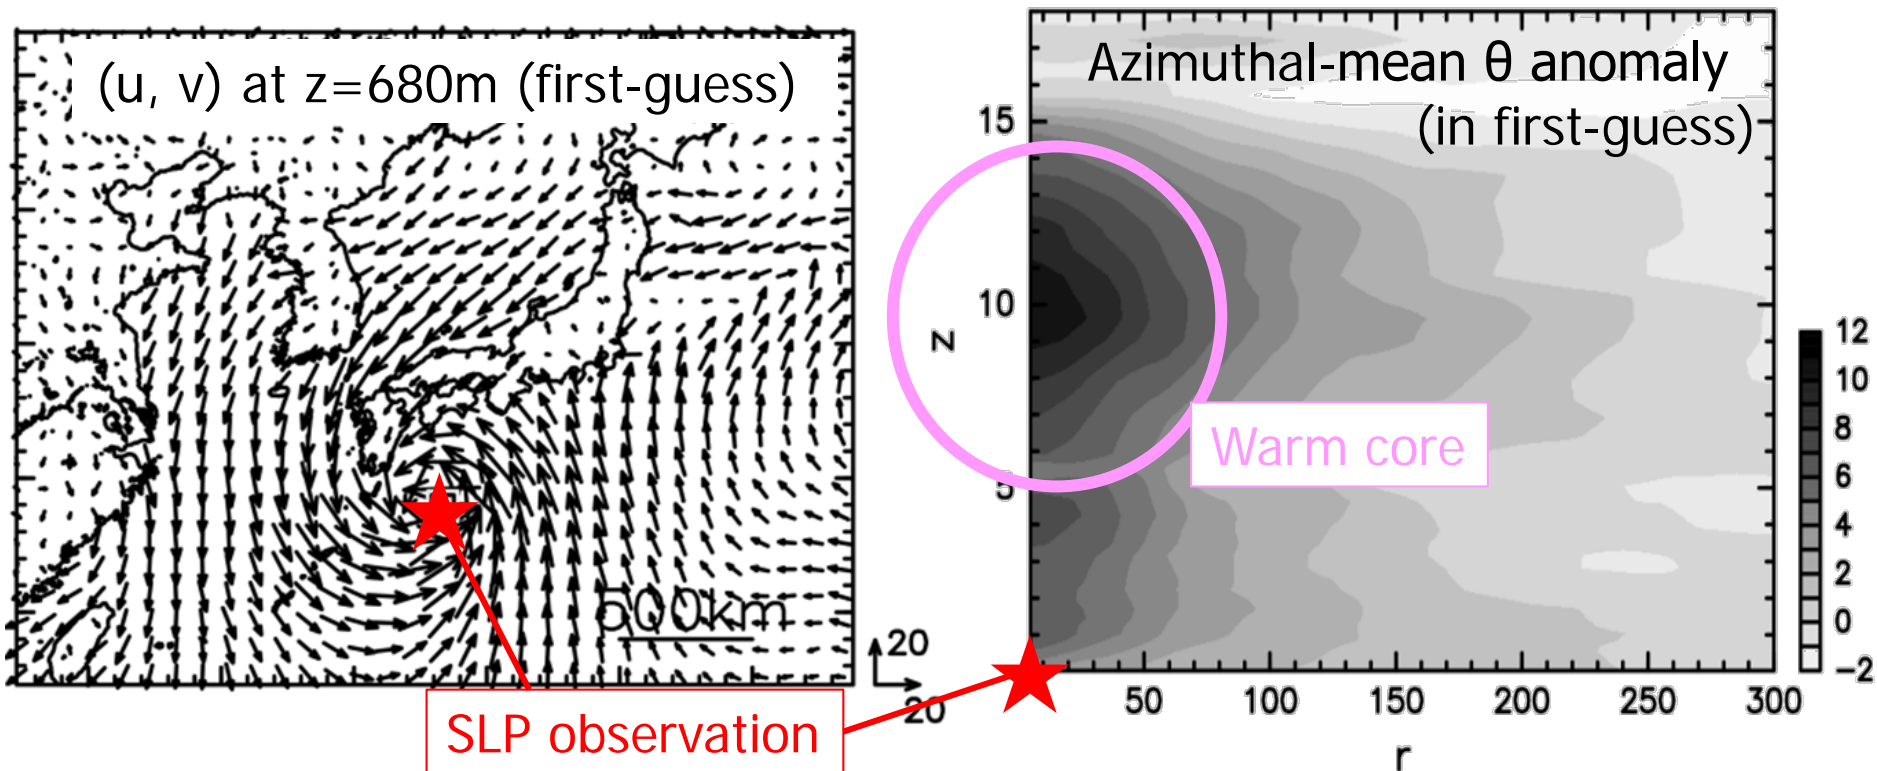 (u, v) at z=680m (first-guess)
500km
20
20
SLP observation
Azimuthal-mean θ anomaly
(in first-guess)
15
10
5
z
Warm core
50
100
150
200
250
300
r
12
10
8
6
4
2
0
-2